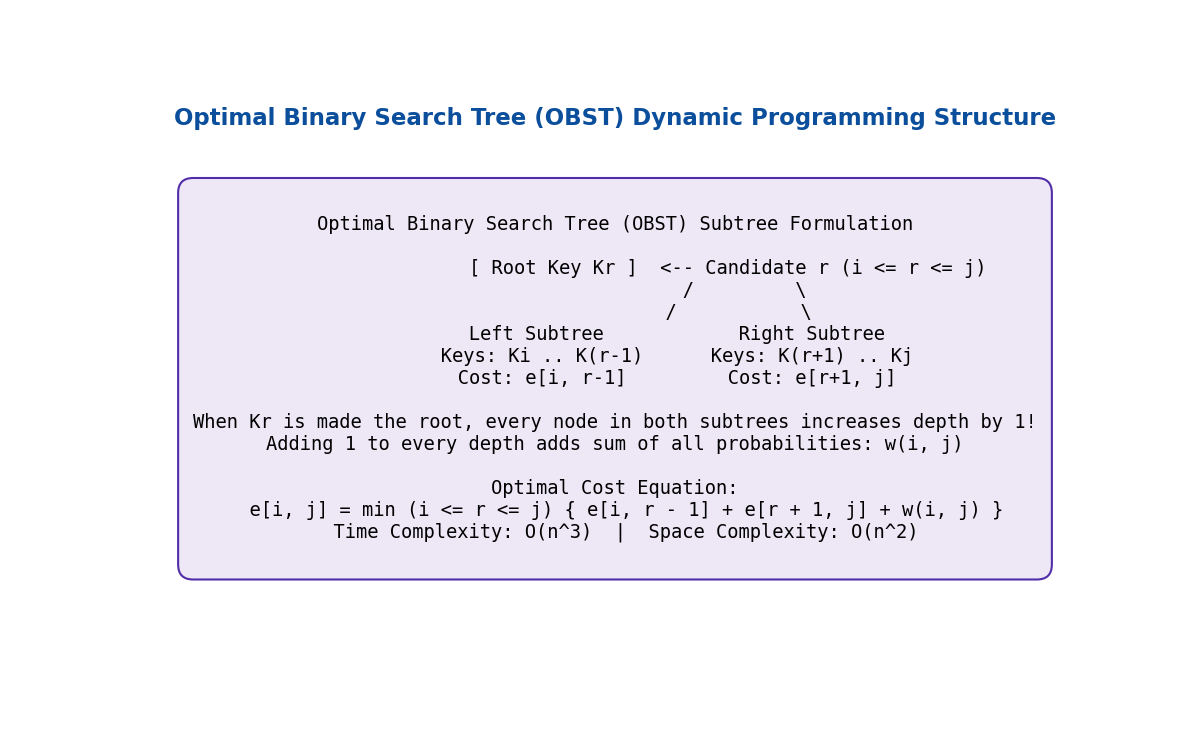 Optimal Binary Search Tree (OBST) Dynamic Programming Structure
Optimal Binary Search Tree (OBST) Subtree Formulation
[ Root Key Kr ]  <-- Candidate r (i <= r <= j)
/         \
/           \
Left Subtree            Right Subtree
Keys: Ki .. K(r-1)      Keys: K(r+1) .. Kj
Cost: e[i, r-1]         Cost: e[r+1, j]
When Kr is made the root, every node in both subtrees increases depth by 1!
Adding 1 to every depth adds sum of all probabilities: w(i, j)
Optimal Cost Equation:
e[i, j] = min (i <= r <= j) { e[i, r - 1] + e[r + 1, j] + w(i, j) }
Time Complexity: O(n^3)  |  Space Complexity: O(n^2)